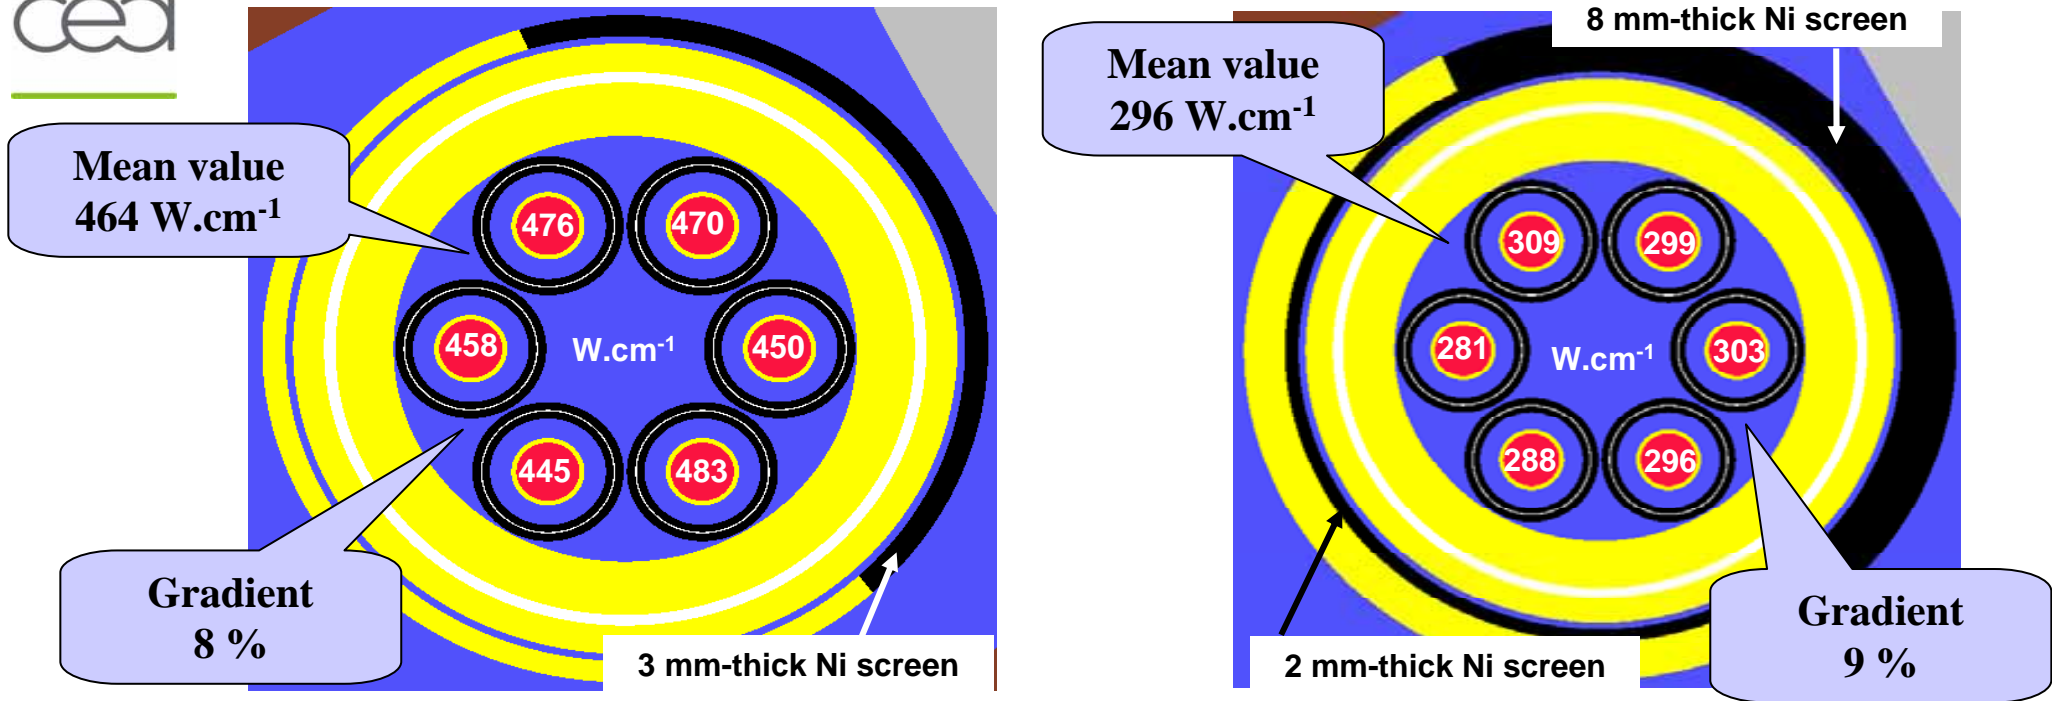 cea
Mean value
464 W.cm-1
476
470
458
W.cm-1
450
445
483
Gradient
8 %
3 mm-thick Ni screen
8 mm-thick Ni screen
Mean value
296 W.cm-1
309
299
281
W.cm-1
303
288
296
2 mm-thick Ni screen
Gradient
9 %